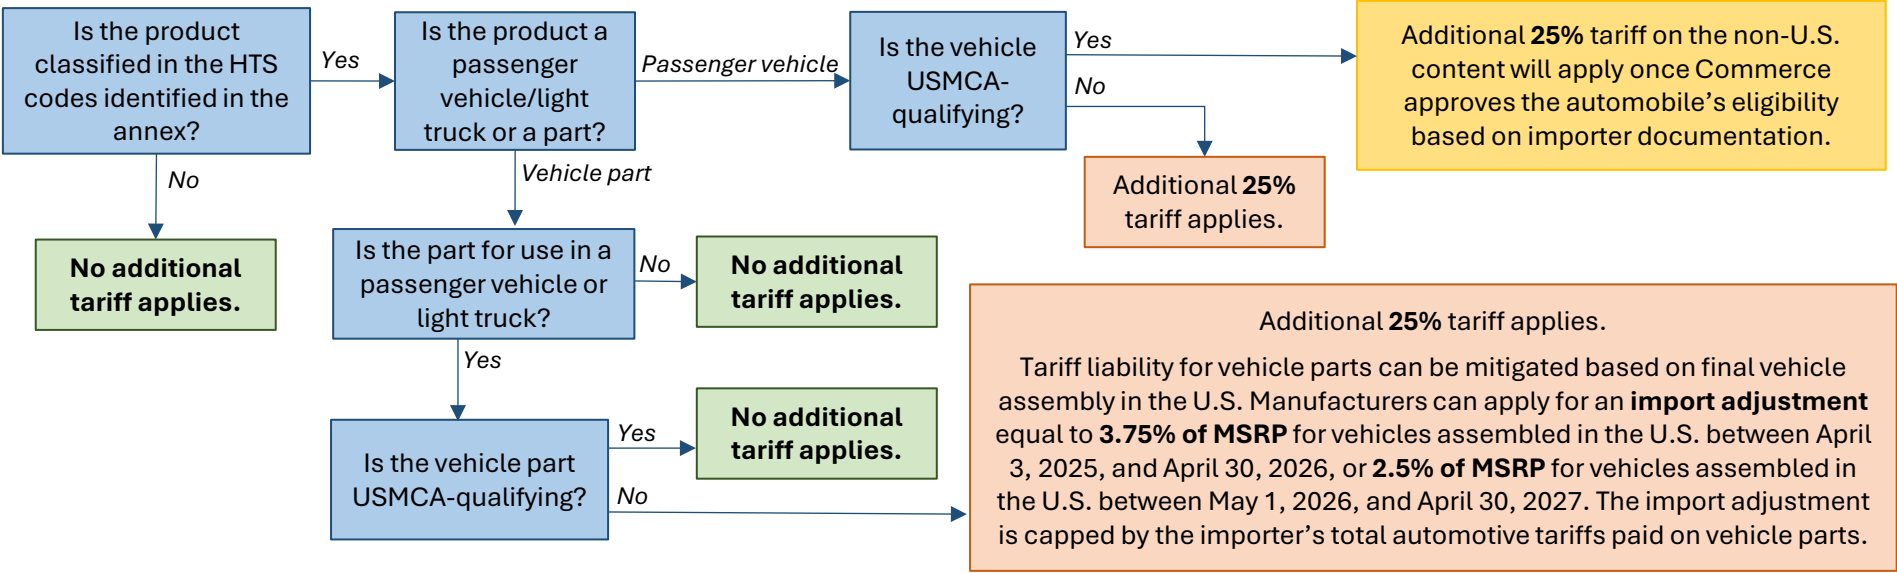 Is the product
classified in the HTS
codes identified in the
annex?
Yes
No
No additional
tariff applies.
Is the product a
passenger
vehicle/light
truck or a part?
Passenger vehicle
Vehicle part
Is the vehicle
USMCA-
qualifying?
Yes
No
Additional 25% tariff on the non-U.S.
content will apply once Commerce
approves the automobile’s eligibility
based on importer documentation.
Additional 25%
tariff applies.
Is the part for use in a
passenger vehicle or
light truck?
No
No additional
tariff applies.
Yes
Is the vehicle part
USMCA-qualifying?
Yes
No additional
tariff applies.
No
Additional 25% tariff applies.
Tariff liability for vehicle parts can be mitigated based on final vehicle
assembly in the U.S. Manufacturers can apply for an import adjustment
equal to 3.75% of MSRP for vehicles assembled in the U.S. between April
3, 2025, and April 30, 2026, or 2.5% of MSRP for vehicles assembled in
the U.S. between May 1, 2026, and April 30, 2027. The import adjustment
is capped by the importer’s total automotive tariffs paid on vehicle parts.